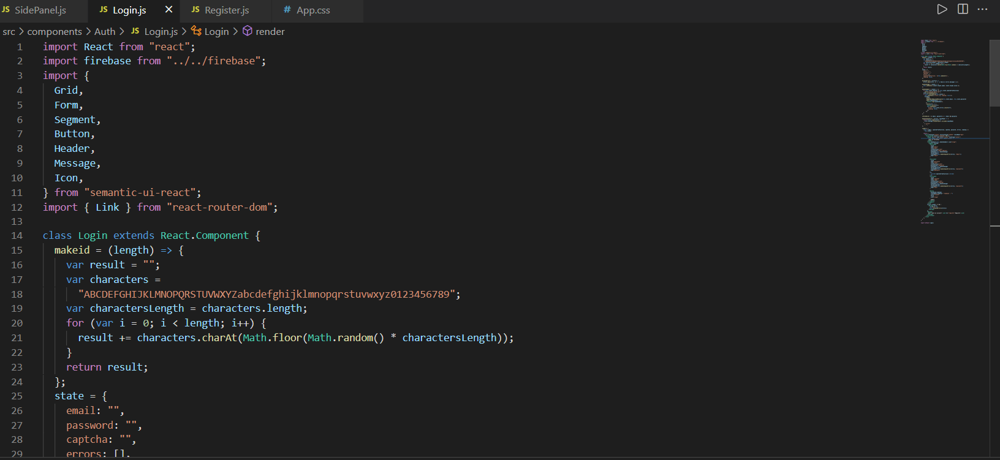 JS SidePanel.js JS Login.js × JS Register.js # App.css ...
src > components > Auth > JS Login.js > Login > render
1 import React from "react";
2 import firebase from "../../firebase";
3 import {
4 Grid,
5 Form,
6 Segment,
7 Button,
8 Header,
9 Message,
10 Icon,
11 } from "semantic-ui-react";
12 import { Link } from "react-router-dom";
13
14 class Login extends React.Component {
15 makeid = (length) => {
16 var result = "";
17 var characters =
18 "ABCDEFGHIJKLMNOPQRSTUVWXYZabcdefghijklmnopqrstuvwxyz0123456789";
19 var charactersLength = characters.length;
20 for (var i = 0; i < length; i++) {
21 result += characters.charAt(Math.floor(Math.random() * charactersLength));
22 }
23 return result;
24 };
25 state = {
26 email: "",
27 password: "",
28 captcha: "",
29 errors: [],